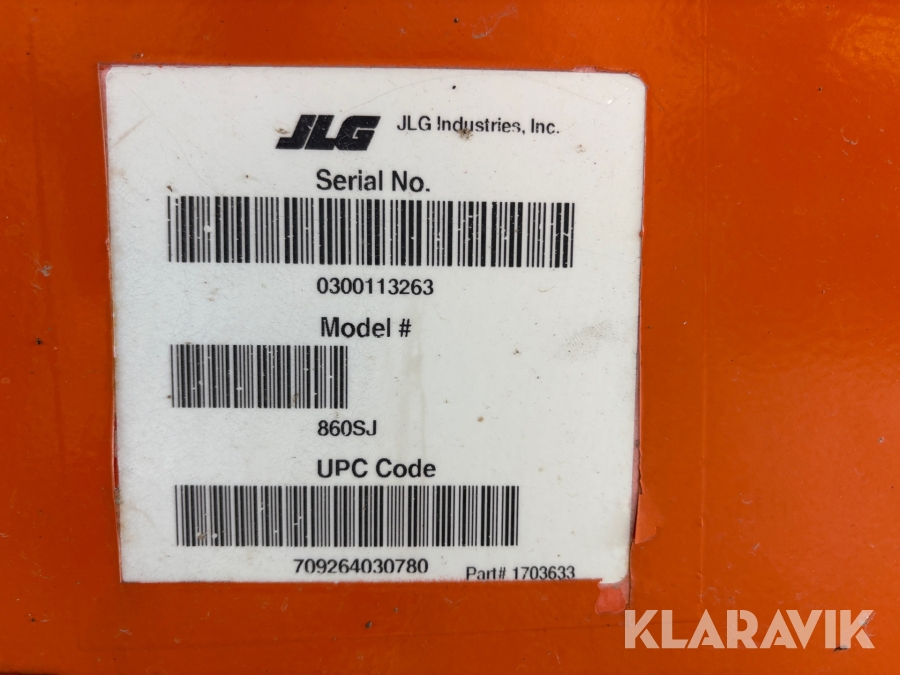 JLG JLG Industries, Inc.
Serial No.
0300113263
Model #
860SJ
UPC Code
709264030780
Part# 1703633
KLARAVIK